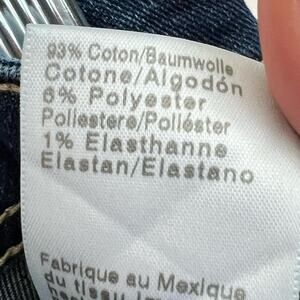 93% Coton/Baumwolle
Cotone/Algodón
6% Polyester
Poliestere/Poliéster
1% Elasthanne
Elastan/Elastano
Fabrique au Mexique
du tissu